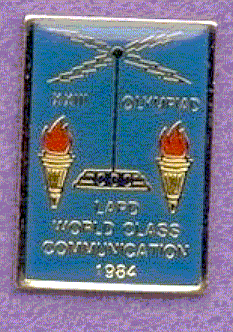 XXIII OLYMPIAD
LAPD
WORLD CLASS
COMMUNICATION
1984